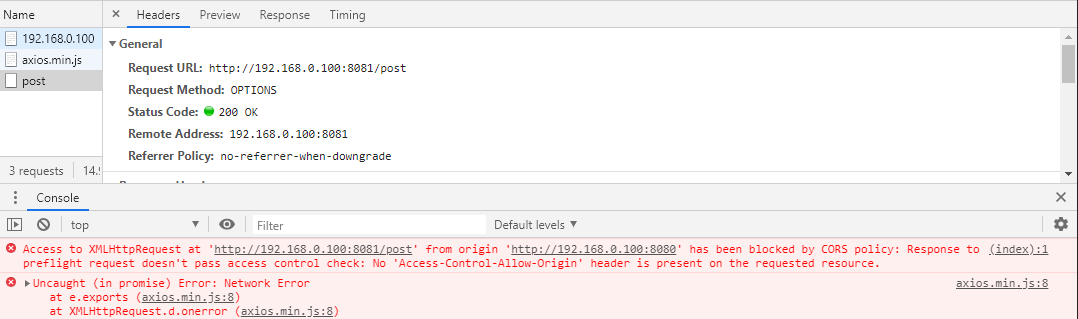 Name
192.168.0.100
axios.min.js
post
3 requests 14.9
× Headers Preview Response Timing
▼ General
Request URL: http://192.168.0.100:8081/post
Request Method: OPTIONS
Status Code: 200 OK
Remote Address: 192.168.0.100:8081
Referrer Policy: no-referrer-when-downgrade
Console
top Filter Default levels ▼
Access to XMLHttpRequest at 'http://192.168.0.100:8081/post' from origin 'http://192.168.0.100:8080' has been blocked by CORS policy: Response to (index):1
preflight request doesn't pass access control check: No 'Access-Control-Allow-Origin' header is present on the requested resource.
Uncaught (in promise) Error: Network Error axios.min.js:8
at e.exports (axios.min.js:8)
at XMLHttpRequest.d.onerror (axios.min.js:8)